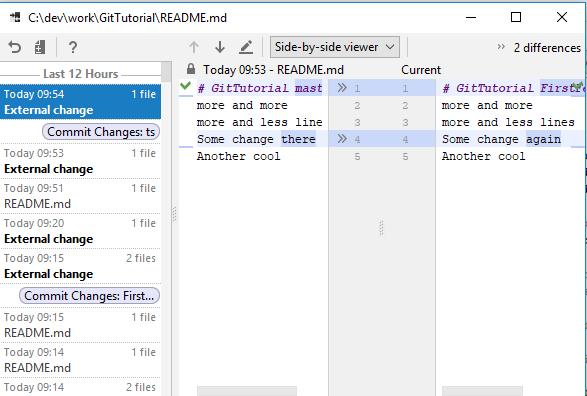 C:\dev\work\GitTutorial\README.md
Side-by-side viewer
2 differences
Last 12 Hours
Today 09:54 1 file
External change
Commit Changes: ts
Today 09:53 1 file
External change
Today 09:51 1 file
README.md
Today 09:20 1 file
External change
Today 09:15 2 files
External change
Commit Changes: First...
Today 09:15 1 file
README.md
Today 09:14 1 file
README.md
Today 09:14 2 files
Today 09:53 - README.md Current
# GitTutorial mast 1 1 # GitTutorial
more and more 2 2 more and more
more and less line 3 3 more and less lines
Some change there 4 4 Some change again
Another cool 5 5 Another cool